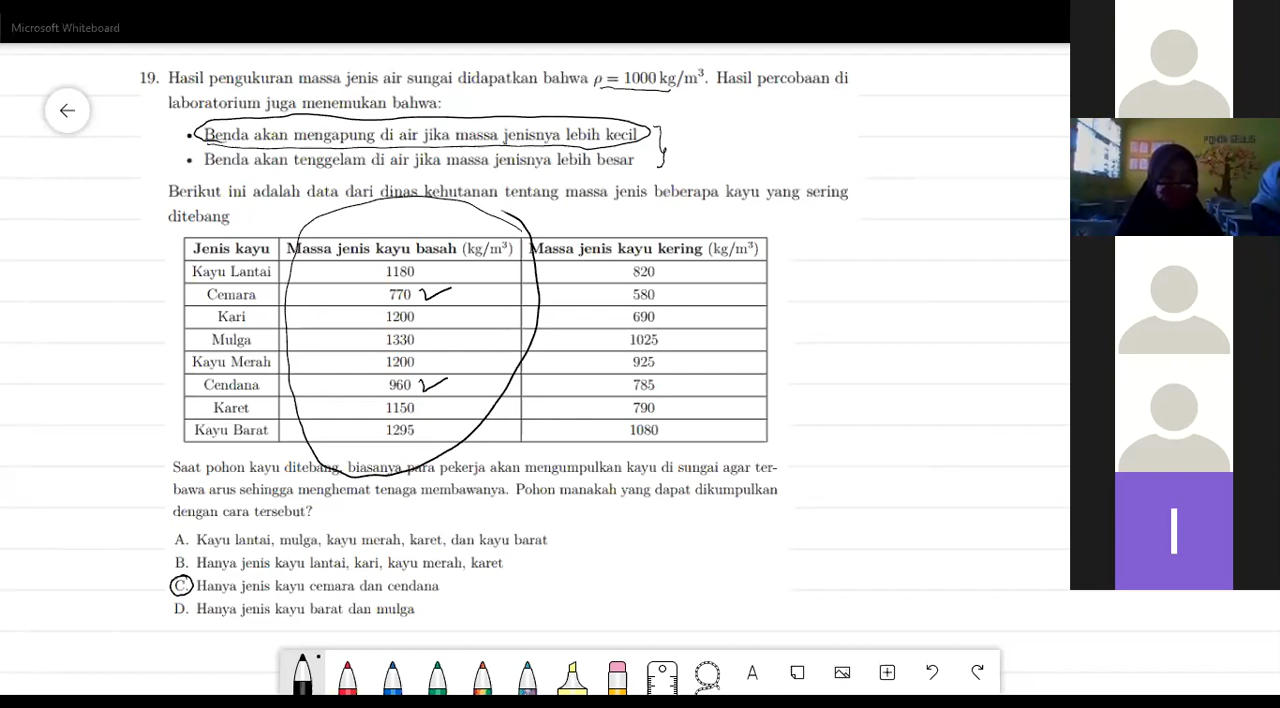 Microsoft Whiteboard
19. Hasil pengukuran massa jenis air sungai didapatkan bahwa ρ = 1000 kg/m³. Hasil percobaan di
laboratorium juga menemukan bahwa:
• Benda akan mengapung di air jika massa jenisnya lebih kecil
• Benda akan tenggelam di air jika massa jenisnya lebih besar
Berikut ini adalah data dari dinas kehutanan tentang massa jenis beberapa kayu yang sering
ditebang
Jenis kayu Massa jenis kayu basah (kg/m³) Massa jenis kayu kering (kg/m³)
Kayu Lantai 1180 820
Cemara 770 580
Kari 1200 690
Mulga 1330 1025
Kayu Merah 1200 925
Cendana 960 785
Karet 1150 790
Kayu Barat 1295 1080
Saat pohon kayu ditebang, biasanya para pekerja akan mengumpulkan kayu di sungai agar ter-
bawa arus sehingga menghemat tenaga membawanya. Pohon manakah yang dapat dikumpulkan
dengan cara tersebut?
A. Kayu lantai, mulga, kayu merah, karet, dan kayu barat
B. Hanya jenis kayu lantai, kari, kayu merah, karet
C. Hanya jenis kayu cemara dan cendana
D. Hanya jenis kayu barat dan mulga
POHON
I
A